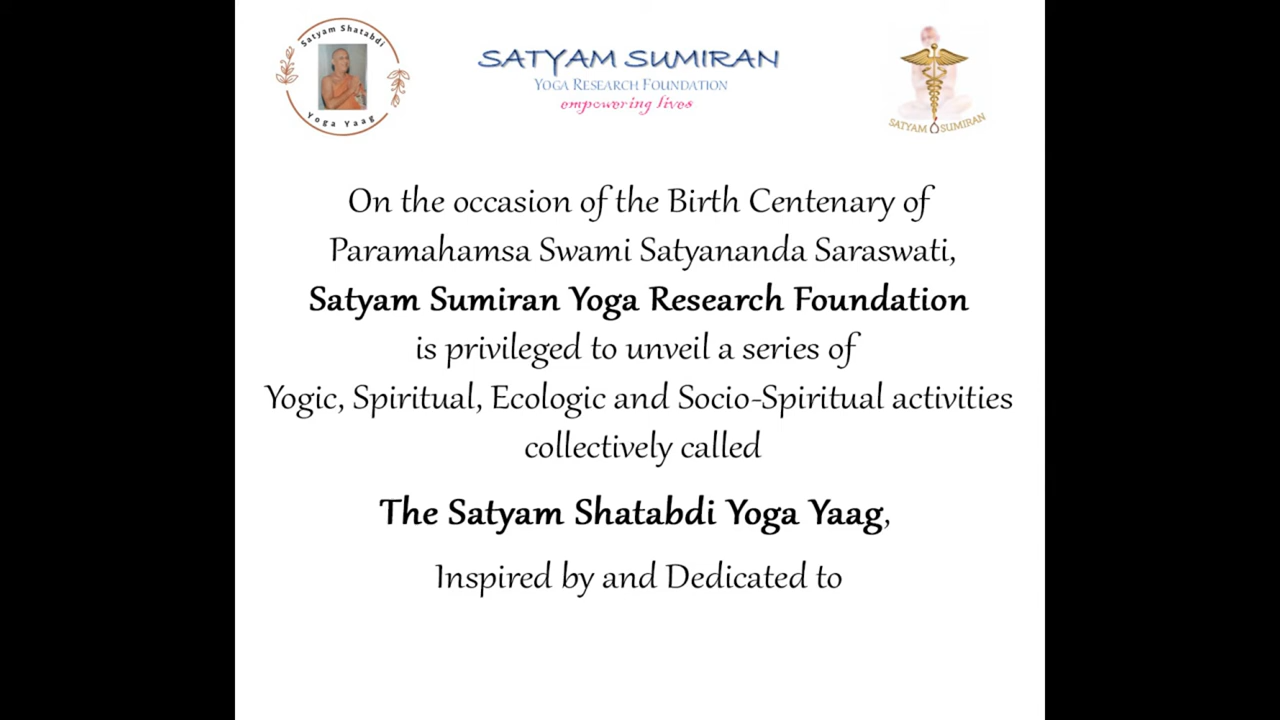 Satyam Shatabdi
Yoga Yaag
SATYAM SUMIRAN
YOGA RESEARCH FOUNDATION
empowering lives
SATYAM SUMIRAN
On the occasion of the Birth Centenary of
Paramahamsa Swami Satyananda Saraswati,
Satyam Sumiran Yoga Research Foundation
is privileged to unveil a series of
Yogic, Spiritual, Ecologic and Socio-Spiritual activities
collectively called
The Satyam Shatabdi Yoga Yaag,
Inspired by and Dedicated to